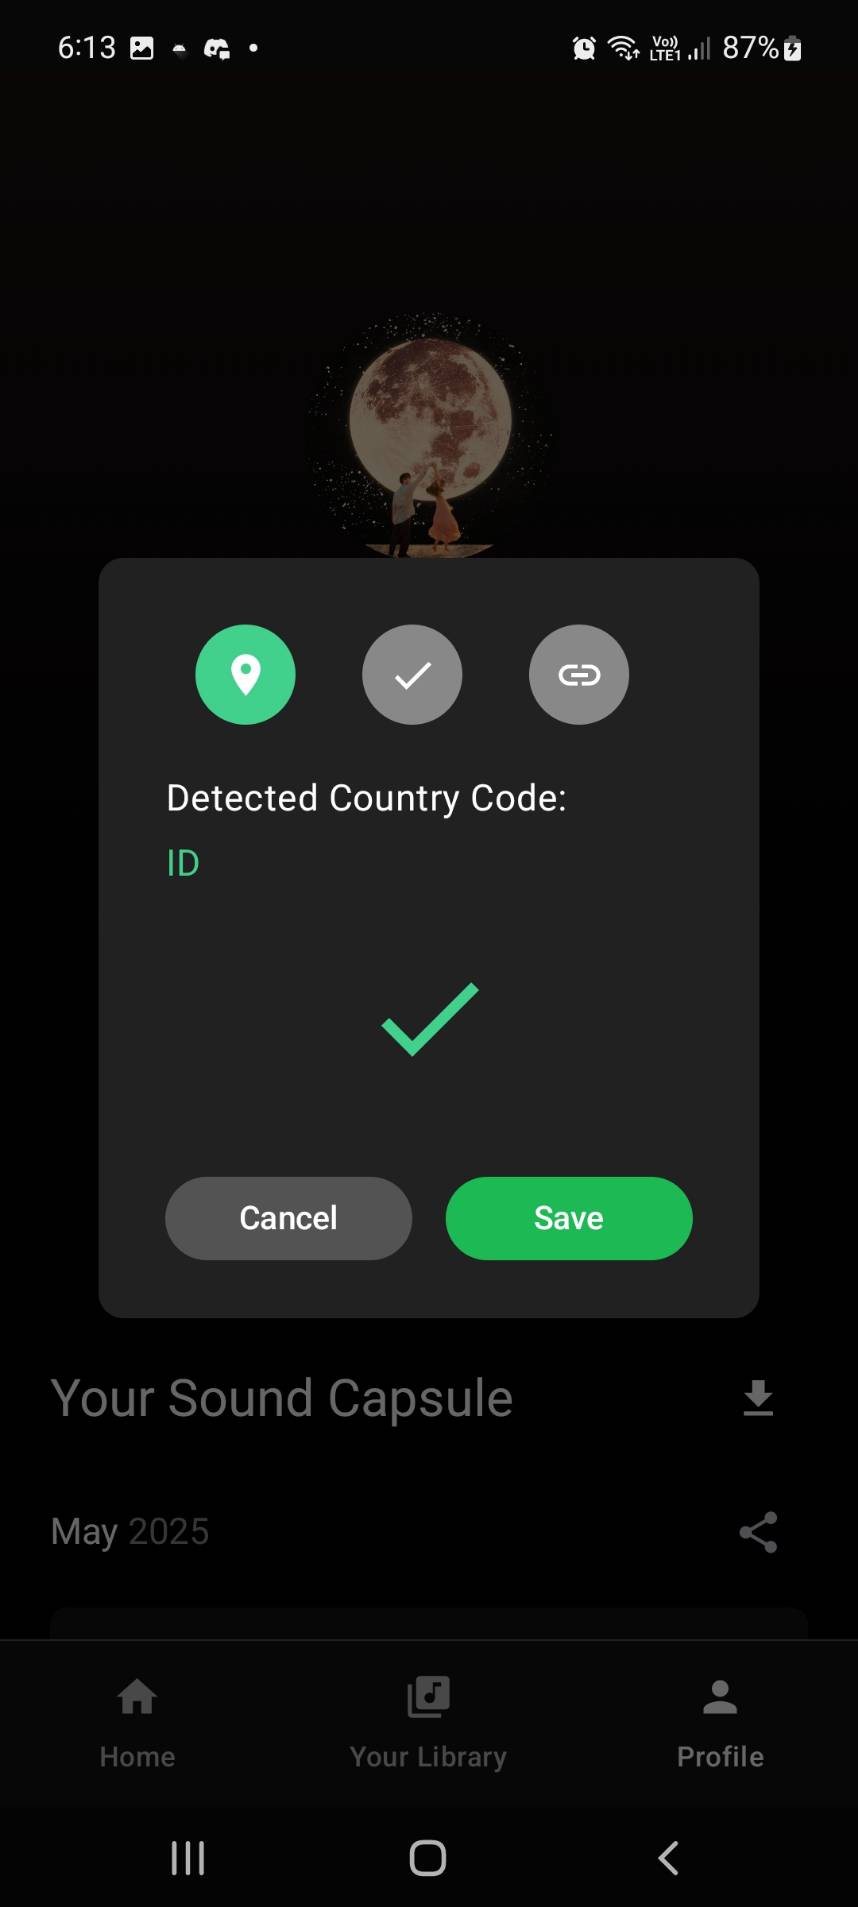 6:13
Vo)) LTE1 87%
Detected Country Code:
ID
Cancel
Save
Your Sound Capsule
May 2025
Home
Your Library
Profile